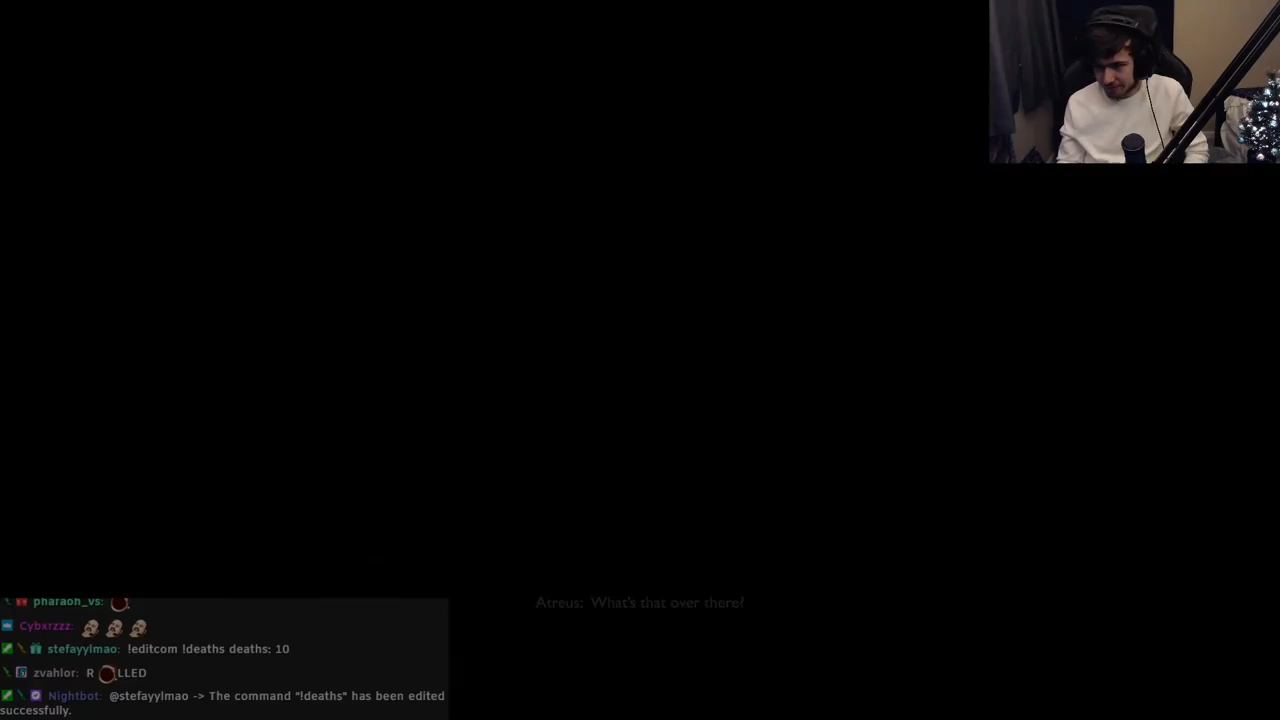 Atreus: What's that over there?
pharaoh_vs:
Cybxrzzz:
stefayylmao: !editcom !deaths deaths: 10
zvahlor: R LLED
Nightbot: @stefayylmao -> The command "!deaths" has been edited
successfully.